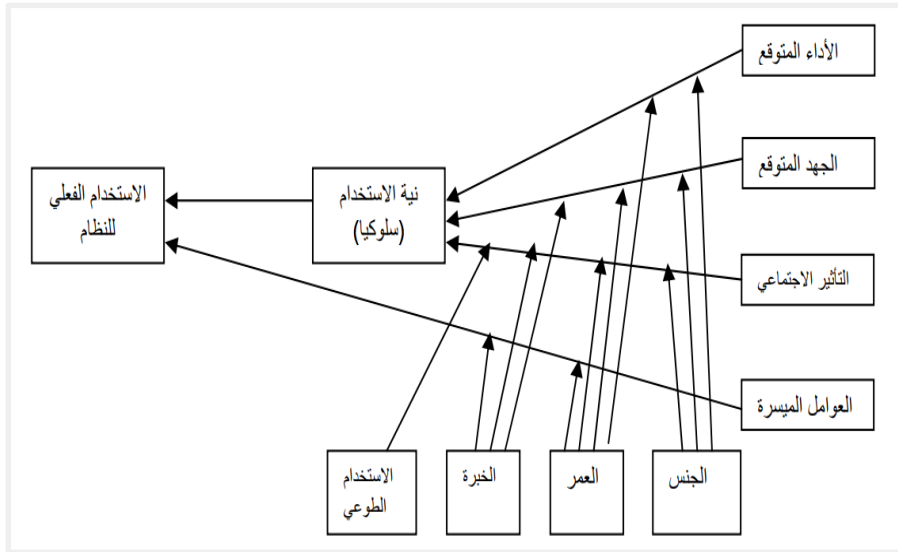 الأداء المتوقع
الجهد المتوقع
التأثير الاجتماعي
العوامل الميسرة
نية الاستخدام
(سلوكيا)
الاستخدام الفعلي
للنظام
الجنس
العمر
الخبرة
الاستخدام
الطوعي